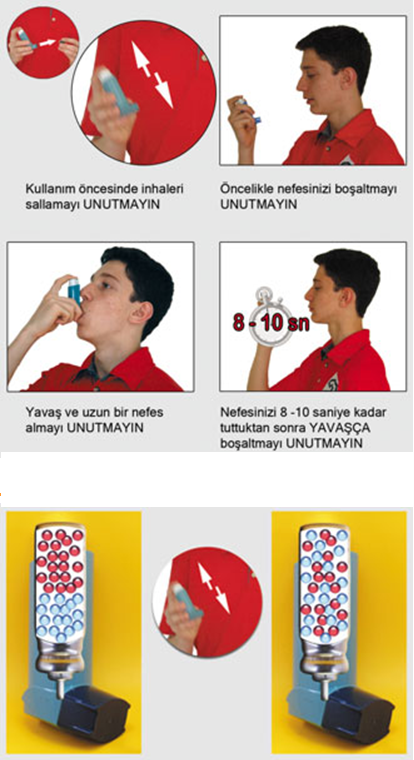 Kullanım öncesinde inhaleri
sallamayı UNUTMAYIN
Öncelikle nefesinizi boşaltmayı
UNUTMAYIN
8 - 10 sn
Yavaş ve uzun bir nefes
almayı UNUTMAYIN
Nefesinizi 8 -10 saniye kadar
tuttuktan sonra YAVAŞÇA
boşaltmayı UNUTMAYIN